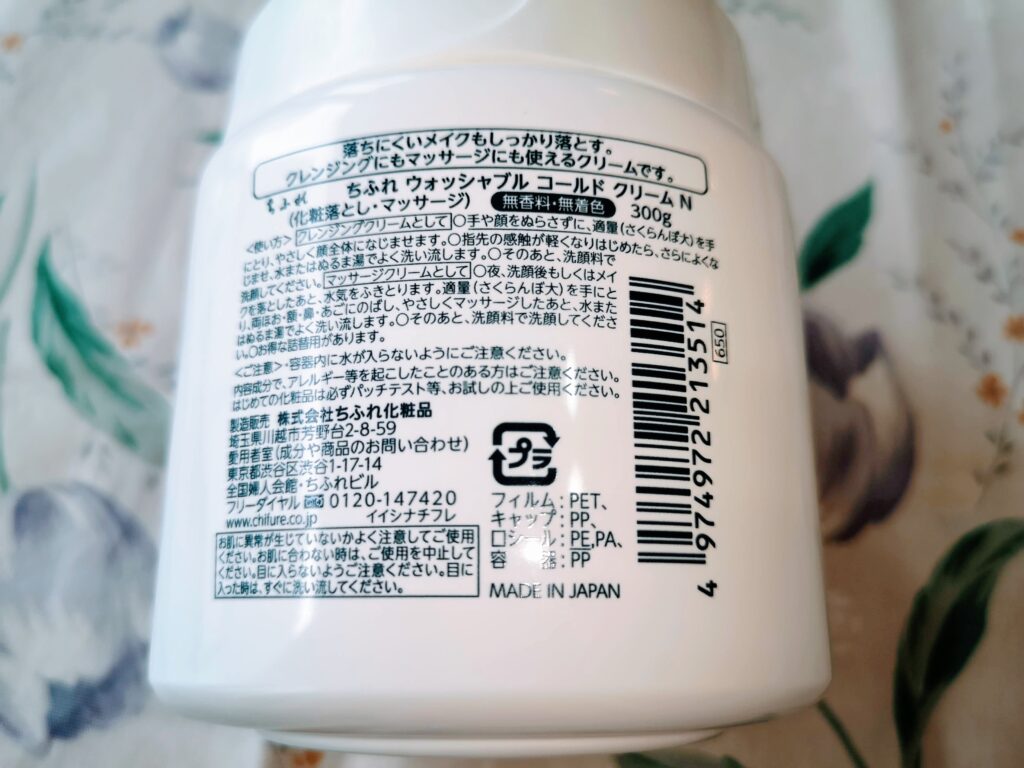 落ちにくいメイクもしっかり落とす。
クレンジングにもマッサージにも使えるクリームです。
ちふれ ちふれ ウォッシャブル コールド クリーム N
(化粧落とし・マッサージ) 無香料・無着色 300g
<使い方> クレンジングクリームとして ○手や顔をぬらさずに、適量(さくらんぼ大)を手
にとり、やさしく顔全体になじませます。○指先の感触が軽くなりはじめたら、さらによくな
じませ、水またはぬるま湯でよく洗い流します。○そのあと、洗顔料で
洗顔してください。 マッサージクリームとして ○夜、洗顔後もしくはメイ
クを落としたあと、水気をふきとります。適量(さくらんぼ大)を手にと
り、両ほお・額・鼻・あごにのばし、やさしくマッサージしたあと、水また
はぬるま湯でよく洗い流します。○そのあと、洗顔料で洗顔してくださ
い。○お得な詰替用があります。
<ご注意>・容器内に水が入らないようにご注意ください。
内容成分で、アレルギー等を起こしたことのある方はご注意ください。
はじめての化粧品は必ずパッチテスト等、お試しの上ご使用ください。
製造販売 株式会社ちふれ化粧品
埼玉県川越市芳野台2-8-59
愛用者室(成分や商品のお問い合わせ)
東京都渋谷区渋谷1-17-14
全国婦人会館・ちふれビル
フリーダイヤル 0120-147420
www.chifure.co.jp イイシナチフレ
お肌に異常が生じていないかよく注意してご使用
ください。お肌に合わない時は、ご使用を中止して
ください。目に入らないようご注意ください。目に
入った時は、すぐに洗い流してください。
プラ
フィルム:PET、
キャップ:PP、
口シール:PE,PA、
容 器:PP
MADE IN JAPAN
4 974972 213514
650